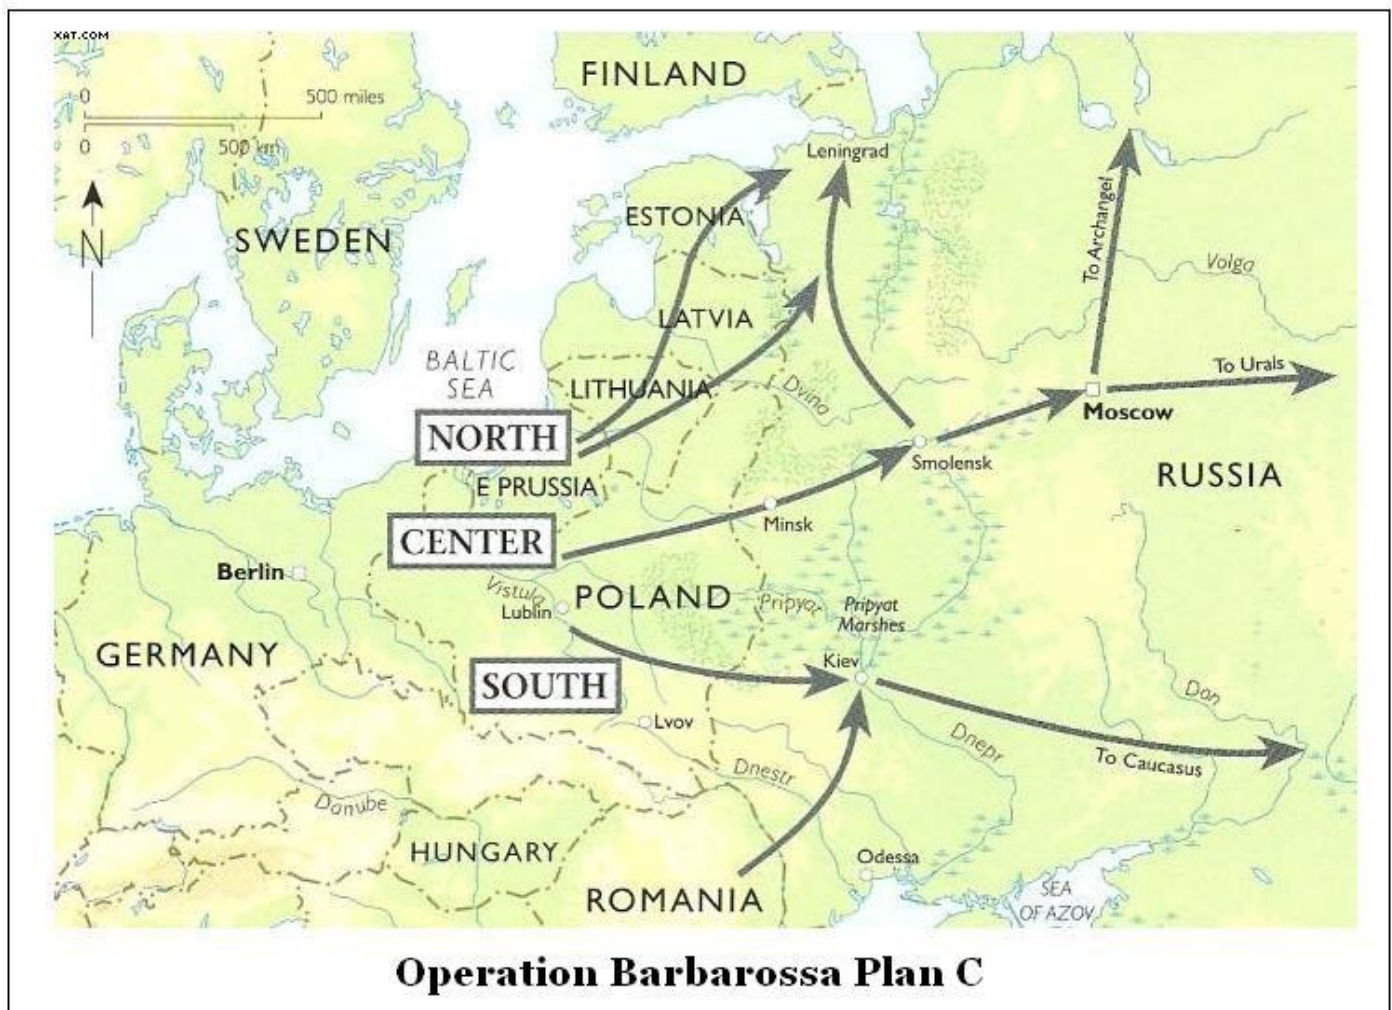 XAT.COM
FINLAND
0
500 miles
0
500 km
Leningrad
N
SWEDEN
ESTONIA
To Archangel
Volga
LATVIA
BALTIC
SEA
To Urals
LITHUANIA
Dvina
Moscow
NORTH
Smolensk
RUSSIA
E PRUSSIA
Minsk
CENTER
Berlin
Vistula
Lublin
POLAND
Pripyat
Pripyat
Marshes
GERMANY
Kiev
SOUTH
Don
Lvov
Dnepr
To Caucasus
Dnestr
Danube
HUNGARY
Odessa
ROMANIA
SEA
OF AZOV
Operation Barbarossa Plan C